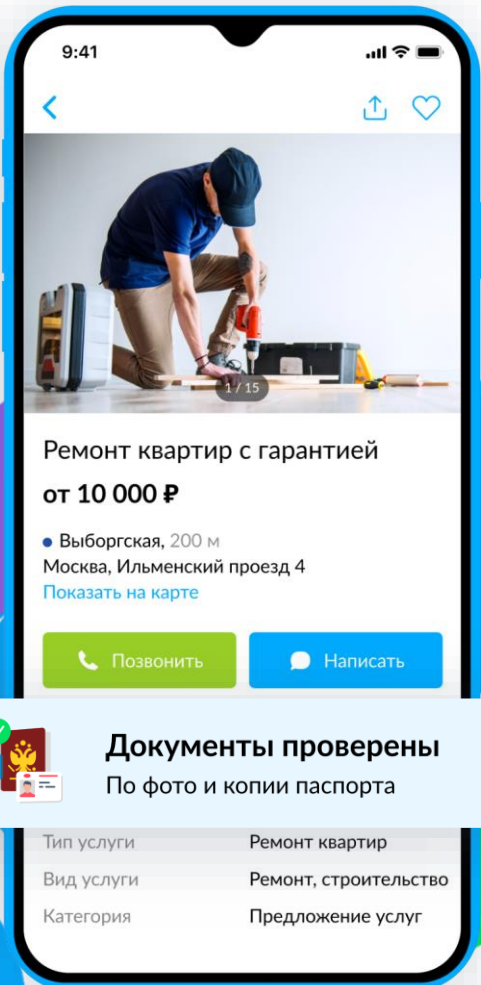 9:41
1 / 15
Ремонт квартир с гарантией
от 10 000 ₽
Выборгская, 200 м
Москва, Ильменский проезд 4
Показать на карте
Позвонить Написать
Документы проверены
По фото и копии паспорта
Тип услуги Ремонт квартир
Вид услуги Ремонт, строительство
Категория Предложение услуг